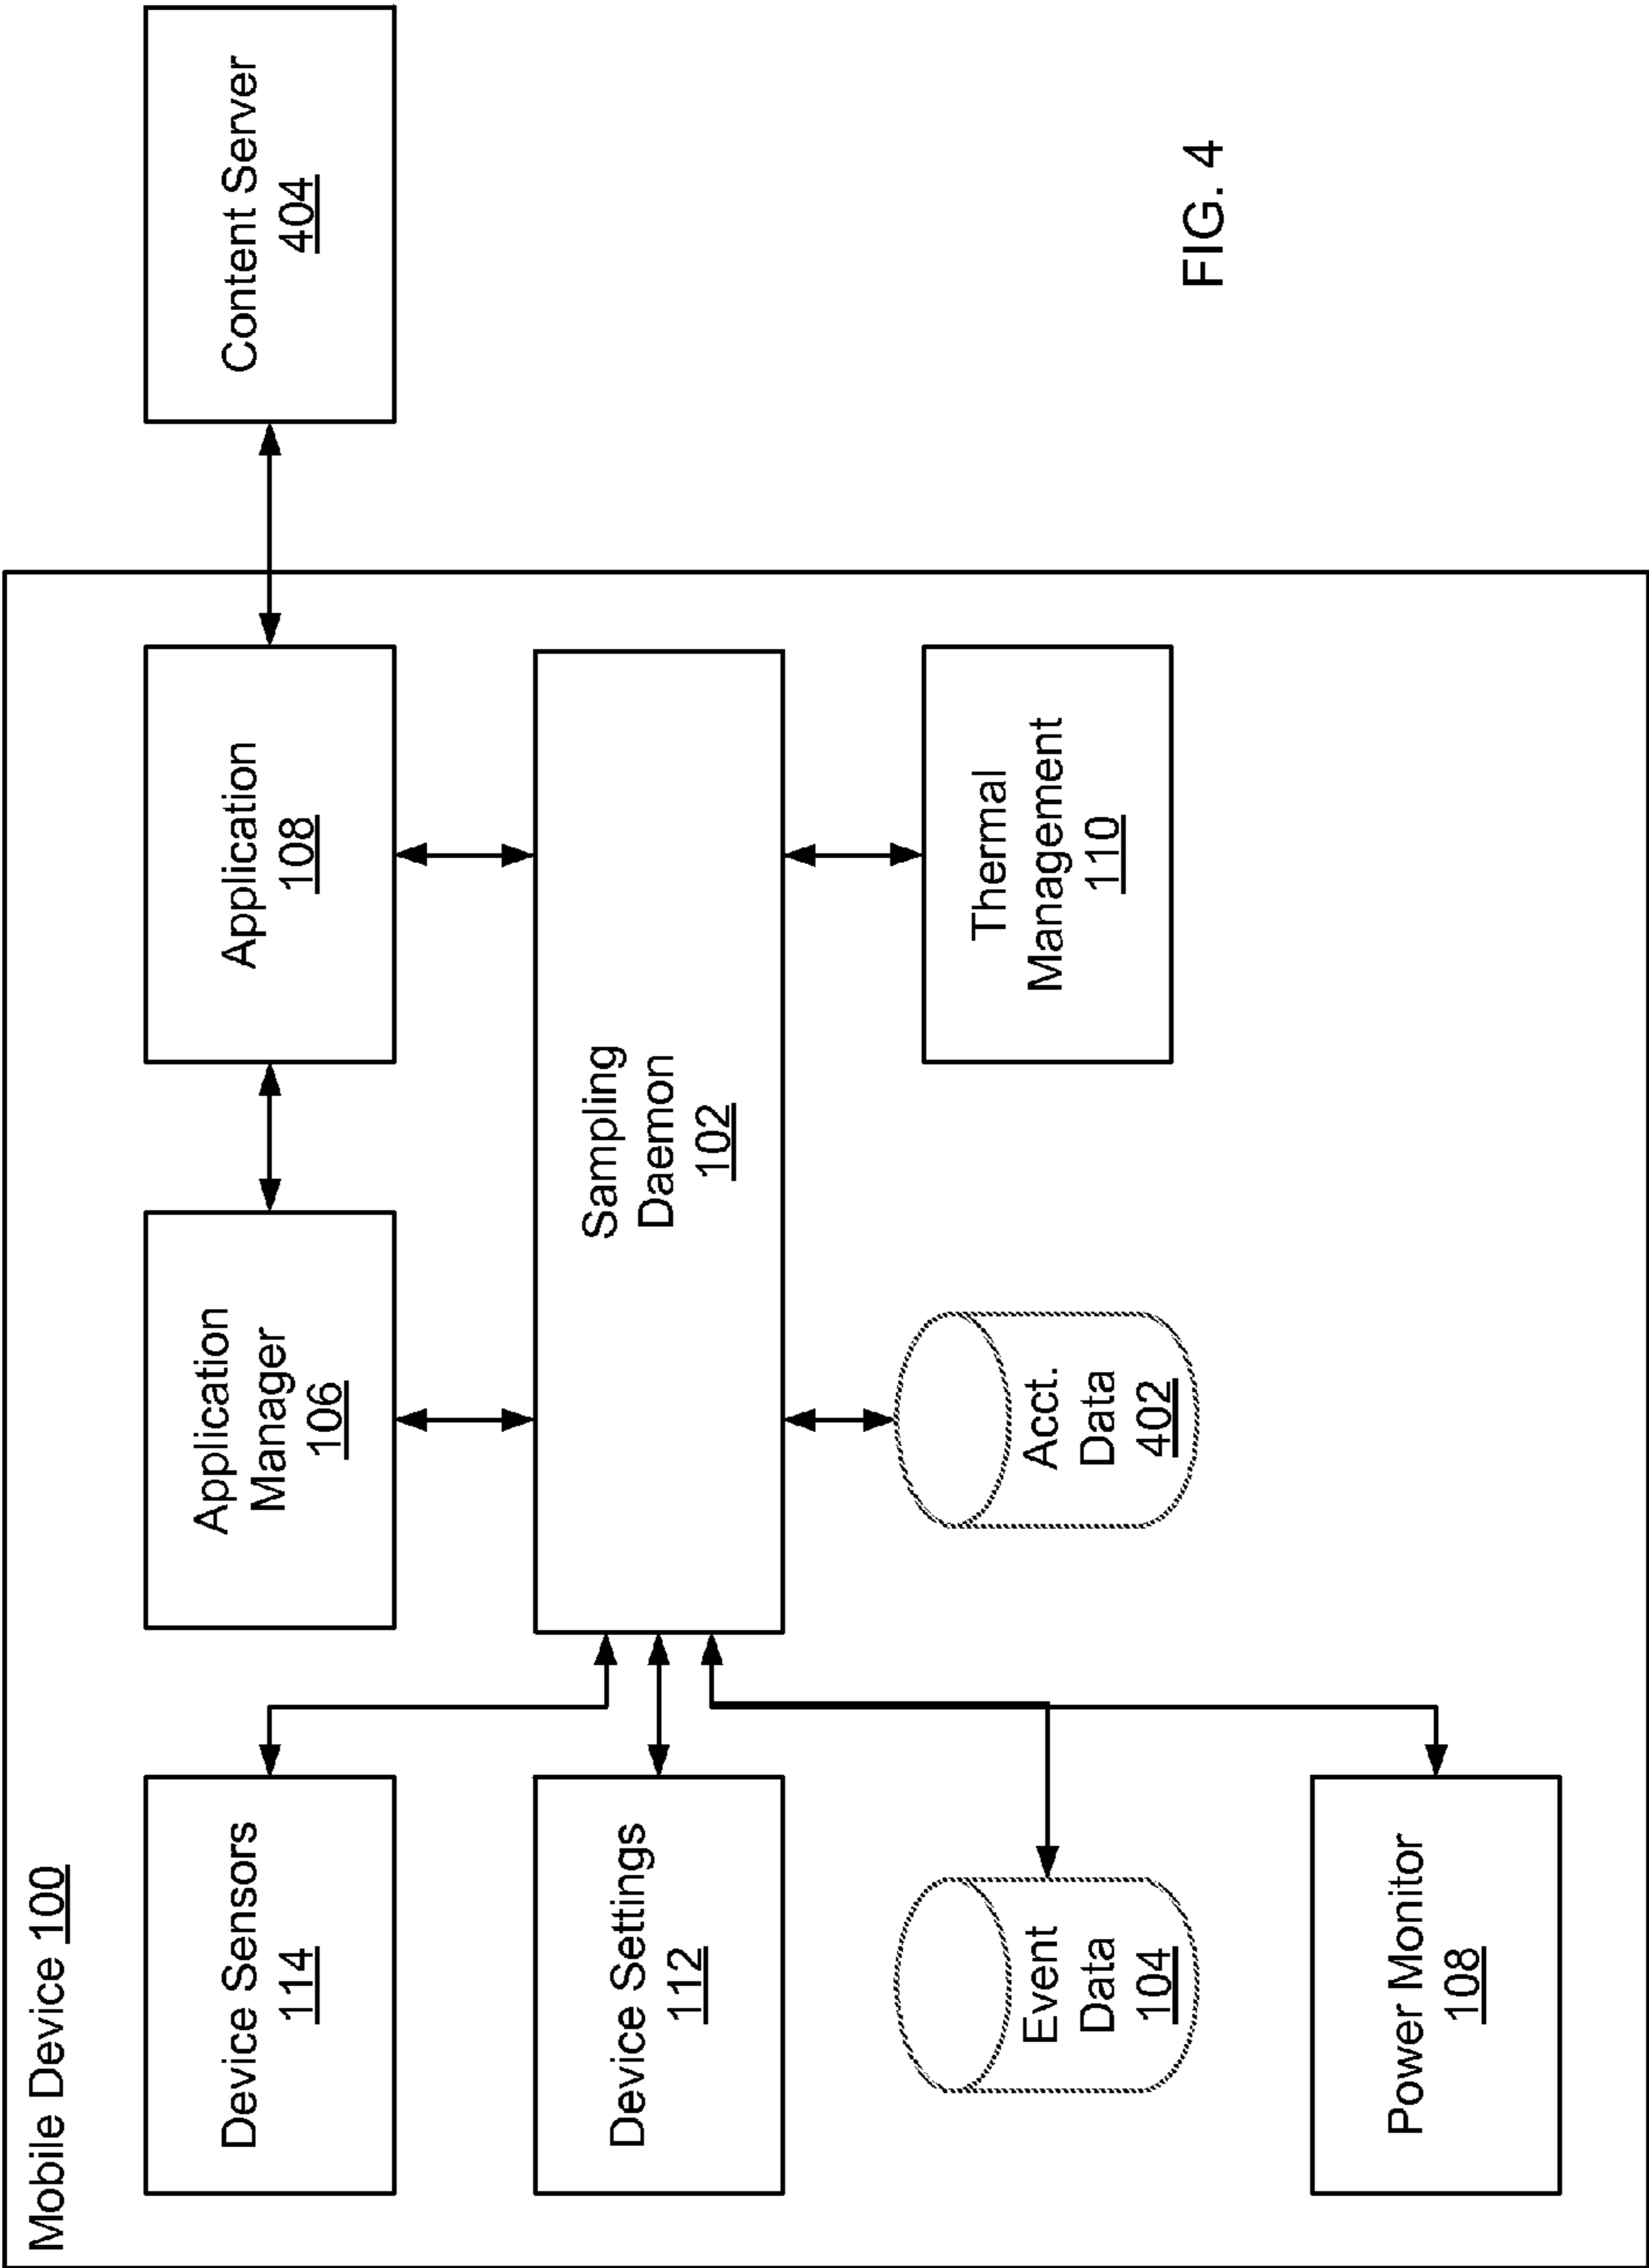 Mobile Device 100
Device Sensors
114
Application
Manager
106
Application
108
Content Server
404
Device Settings
112
Sampling
Daemon
102
Event
Data
104
Acct.
Data
402
Thermal
Management
110
Power Monitor
108
FIG. 4